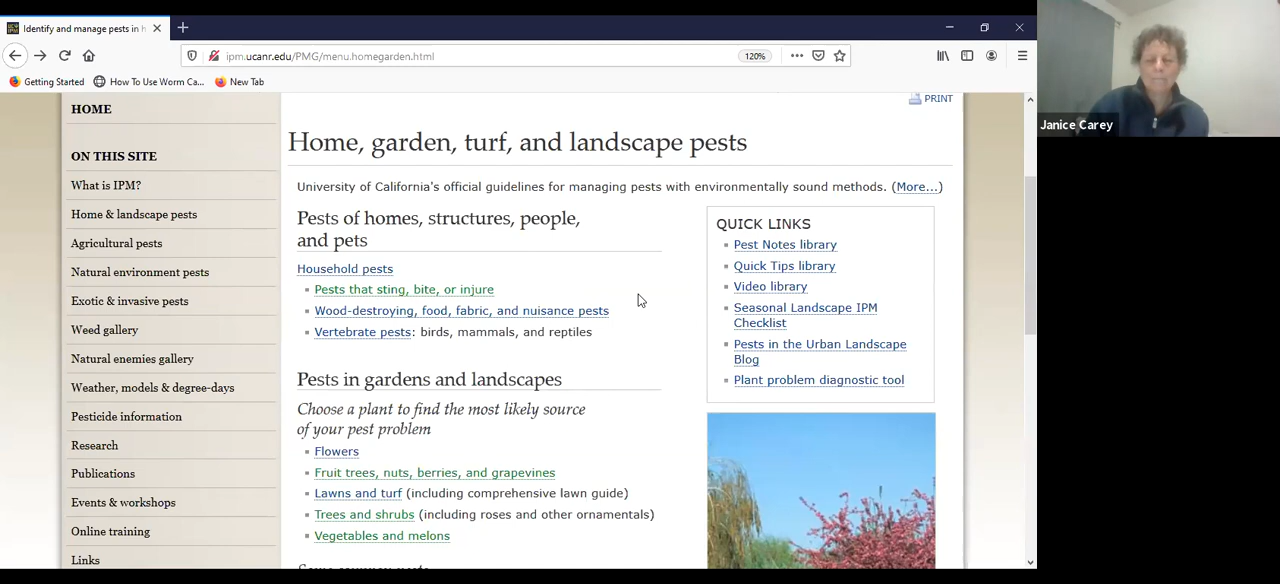 Identify and manage pests in h
ipm.ucanr.edu/PMG/menu.homegarden.html
120%
Getting Started
How To Use Worm Ca...
New Tab
Janice Carey
HOME
ON THIS SITE
What is IPM?
Home & landscape pests
Agricultural pests
Natural environment pests
Exotic & invasive pests
Weed gallery
Natural enemies gallery
Weather, models & degree-days
Pesticide information
Research
Publications
Events & workshops
Online training
Links
PRINT
Home, garden, turf, and landscape pests
University of California's official guidelines for managing pests with environmentally sound methods. (More...)
Pests of homes, structures, people,
and pets
Household pests
Pests that sting, bite, or injure
Wood-destroying, food, fabric, and nuisance pests
Vertebrate pests: birds, mammals, and reptiles
Pests in gardens and landscapes
Choose a plant to find the most likely source
of your pest problem
Flowers
Fruit trees, nuts, berries, and grapevines
Lawns and turf (including comprehensive lawn guide)
Trees and shrubs (including roses and other ornamentals)
Vegetables and melons
QUICK LINKS
Pest Notes library
Quick Tips library
Video library
Seasonal Landscape IPM
Checklist
Pests in the Urban Landscape
Blog
Plant problem diagnostic tool